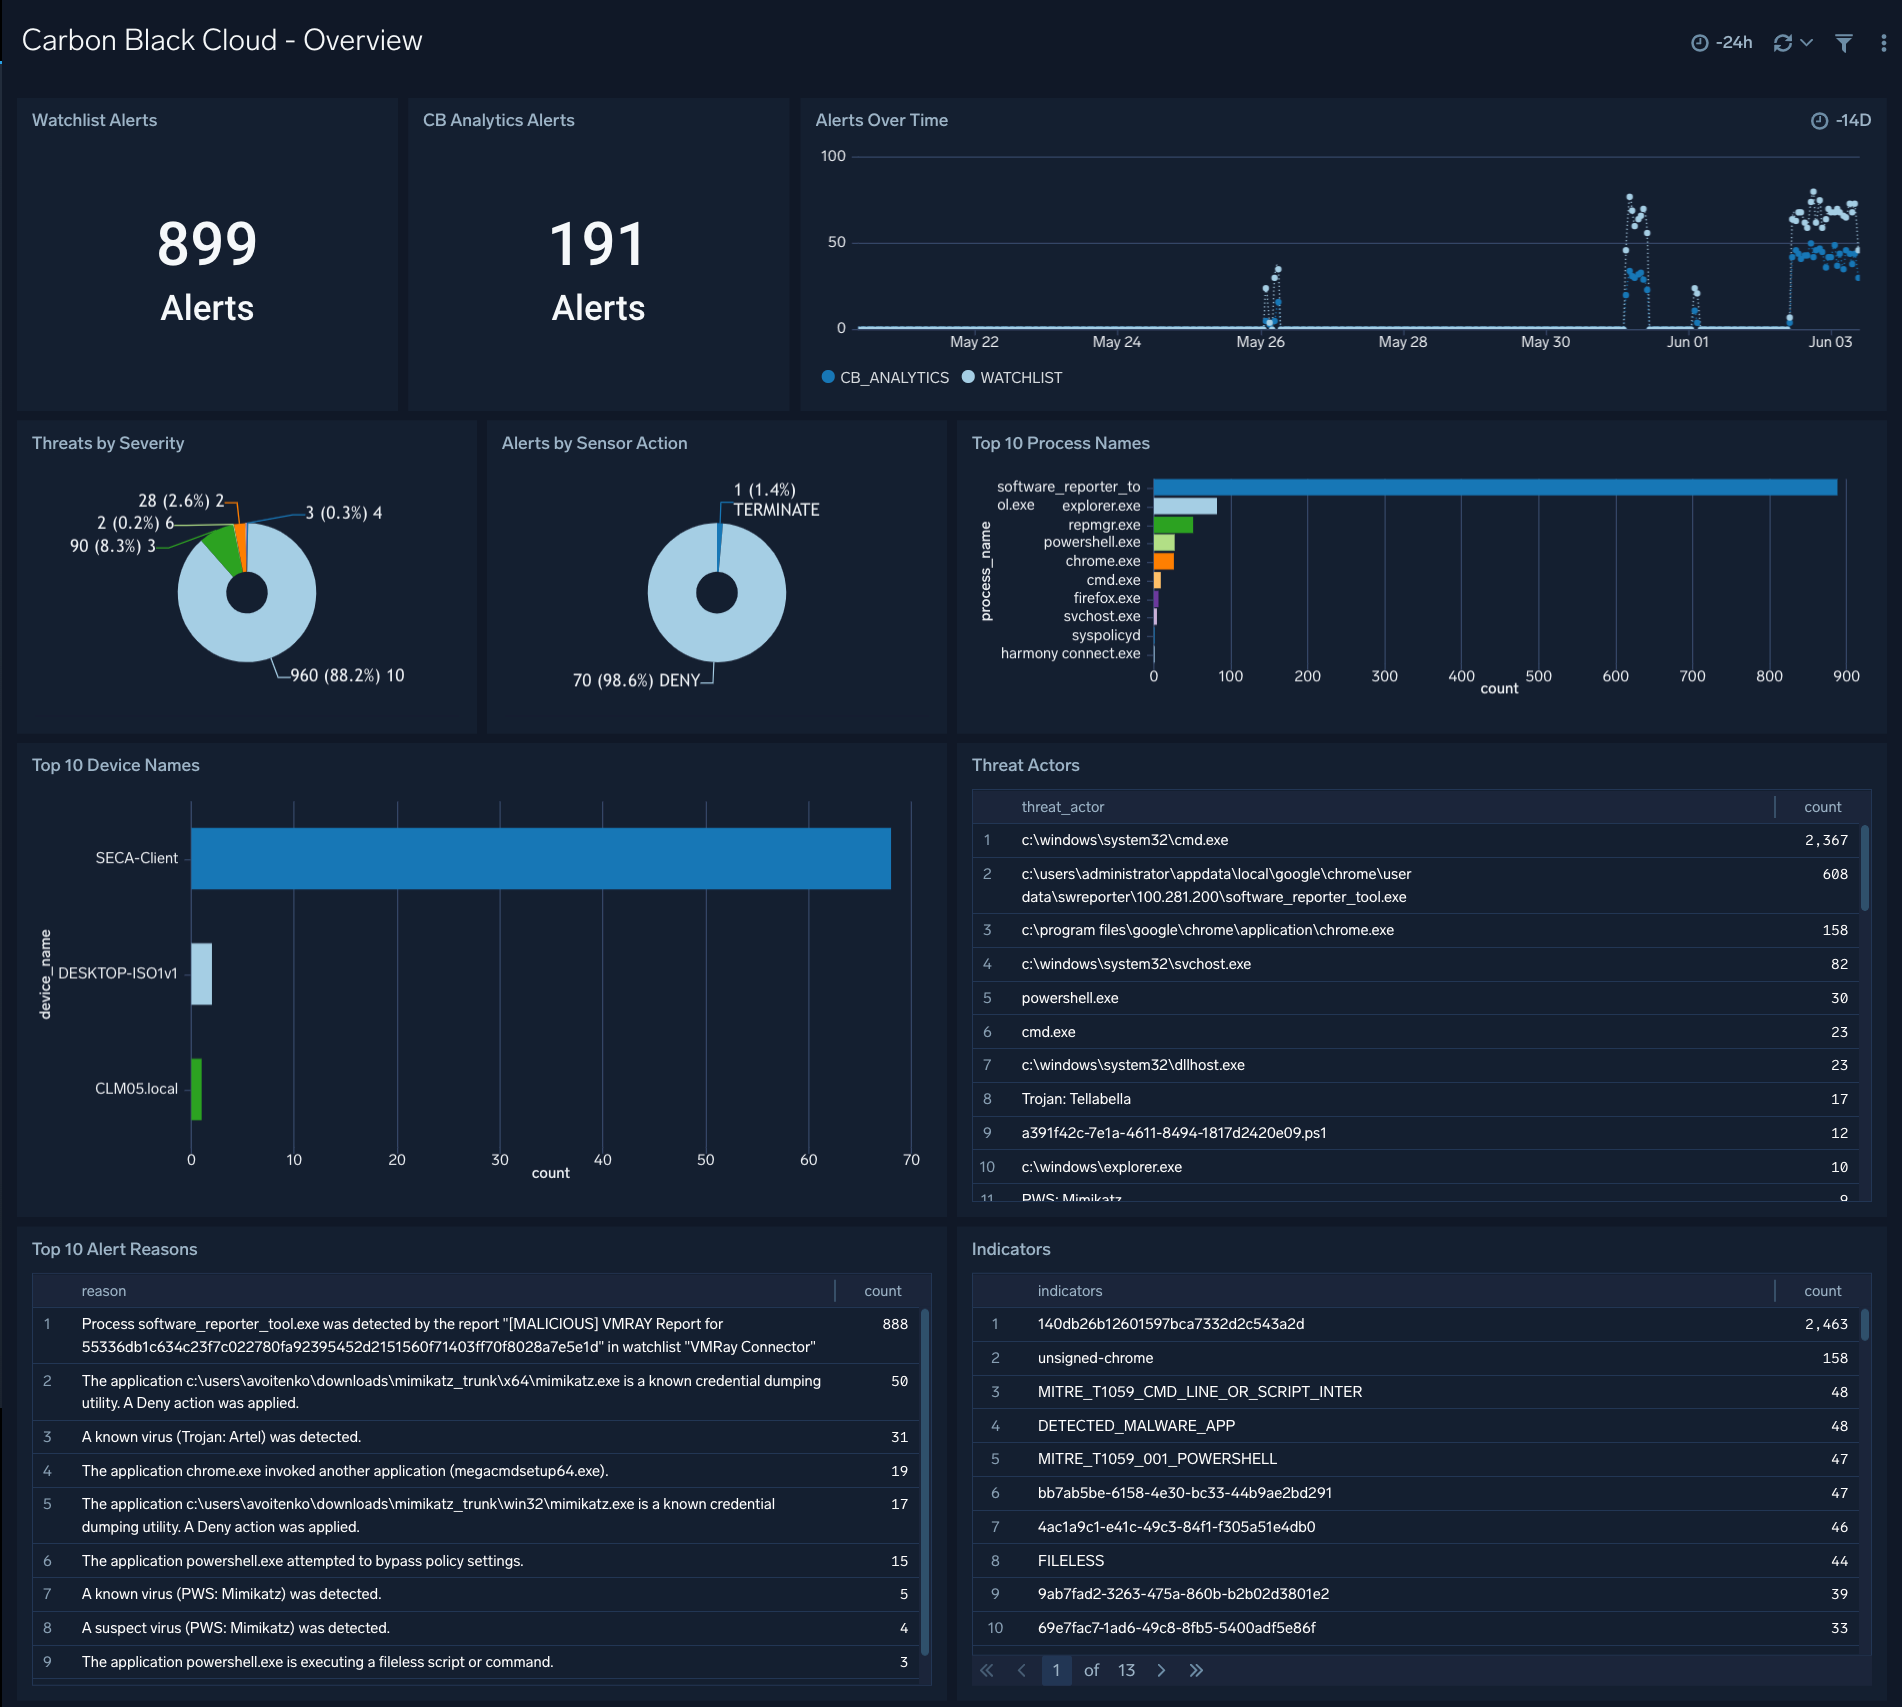 Carbon Black Cloud - Overview
-24h
Watchlist Alerts
899
Alerts
CB Analytics Alerts
191
Alerts
Alerts Over Time
-14D
100
50
0
May 22 May 24 May 26 May 28 May 30 Jun 01 Jun 03
CB_ANALYTICS WATCHLIST
Threats by Severity
28 (2.6%) 2
3 (0.3%) 4
2 (0.2%) 6
90 (8.3%) 3
960 (88.2%) 10
Alerts by Sensor Action
1 (1.4%)
TERMINATE
70 (98.6%) DENY
Top 10 Process Names
process_name
software_reporter_to
ol.exe explorer.exe
repmgr.exe
powershell.exe
chrome.exe
cmd.exe
firefox.exe
svchost.exe
syspolicyd
harmony connect.exe
0 100 200 300 400 500 600 700 800 900
count
Top 10 Device Names
device_name
SECA-Client
DESKTOP-ISO1v1
CLM05.local
0 10 20 30 40 50 60 70
count
Threat Actors
threat_actor count
1 c:\windows\system32\cmd.exe 2,367
2 c:\users\administrator\appdata\local\google\chrome\user 608
data\swreporter\100.281.200\software_reporter_tool.exe
3 c:\program files\google\chrome\application\chrome.exe 158
4 c:\windows\system32\svchost.exe 82
5 powershell.exe 30
6 cmd.exe 23
7 c:\windows\system32\dllhost.exe 23
8 Trojan: Tellabella 17
9 a391f42c-7e1a-4611-8494-1817d2420e09.ps1 12
10 c:\windows\explorer.exe 10
11 PWS: Mimikatz 9
Top 10 Alert Reasons
reason count
1 Process software_reporter_tool.exe was detected by the report "[MALICIOUS] VMRAY Report for 888
55336db1c634c23f7c022780fa92395452d2151560f71403ff70f8028a7e5e1d" in watchlist "VMRay Connector"
2 The application c:\users\avoitenko\downloads\mimikatz_trunk\x64\mimikatz.exe is a known credential dumping 50
utility. A Deny action was applied.
3 A known virus (Trojan: Artel) was detected. 31
4 The application chrome.exe invoked another application (megacmdsetup64.exe). 19
5 The application c:\users\avoitenko\downloads\mimikatz_trunk\win32\mimikatz.exe is a known credential 17
dumping utility. A Deny action was applied.
6 The application powershell.exe attempted to bypass policy settings. 15
7 A known virus (PWS: Mimikatz) was detected. 5
8 A suspect virus (PWS: Mimikatz) was detected. 4
9 The application powershell.exe is executing a fileless script or command. 3
Indicators
indicators count
1 140db26b12601597bca7332d2c543a2d 2,463
2 unsigned-chrome 158
3 MITRE_T1059_CMD_LINE_OR_SCRIPT_INTER 48
4 DETECTED_MALWARE_APP 48
5 MITRE_T1059_001_POWERSHELL 47
6 bb7ab5be-6158-4e30-bc33-44b9ae2bd291 47
7 4ac1a9c1-e41c-49c3-84f1-f305a51e4db0 46
8 FILELESS 44
9 9ab7fad2-3263-475a-860b-b2b02d3801e2 39
10 69e7fac7-1ad6-49c8-8fb5-5400adf5e86f 33
1 of 13